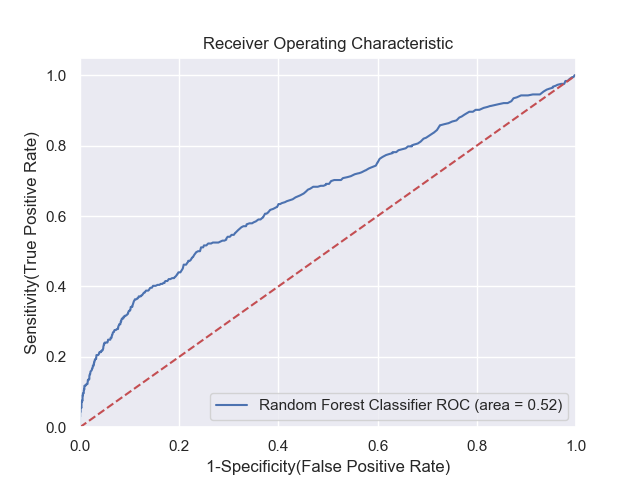 Receiver Operating Characteristic
1.0
0.8
0.6
0.4
0.2
0.0
Sensitivity(True Positive Rate)
Random Forest Classifier ROC (area = 0.52)
0.0 0.2 0.4 0.6 0.8 1.0
1-Specificity(False Positive Rate)